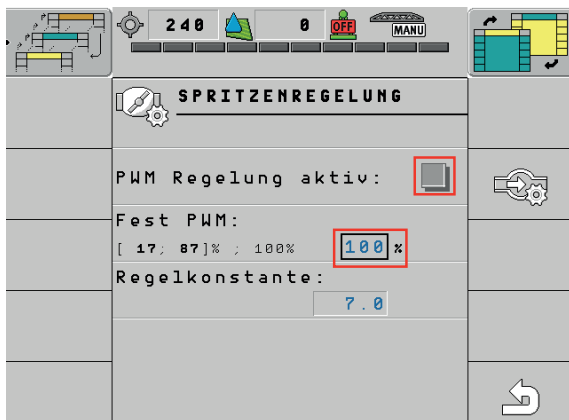 240 0 OFF MANU
SPRITZENREGELUNG
PWM Regelung aktiv:
Fest PWM:
[ 17; 87]% ; 100% 100 %
Regelkonstante:
7.0